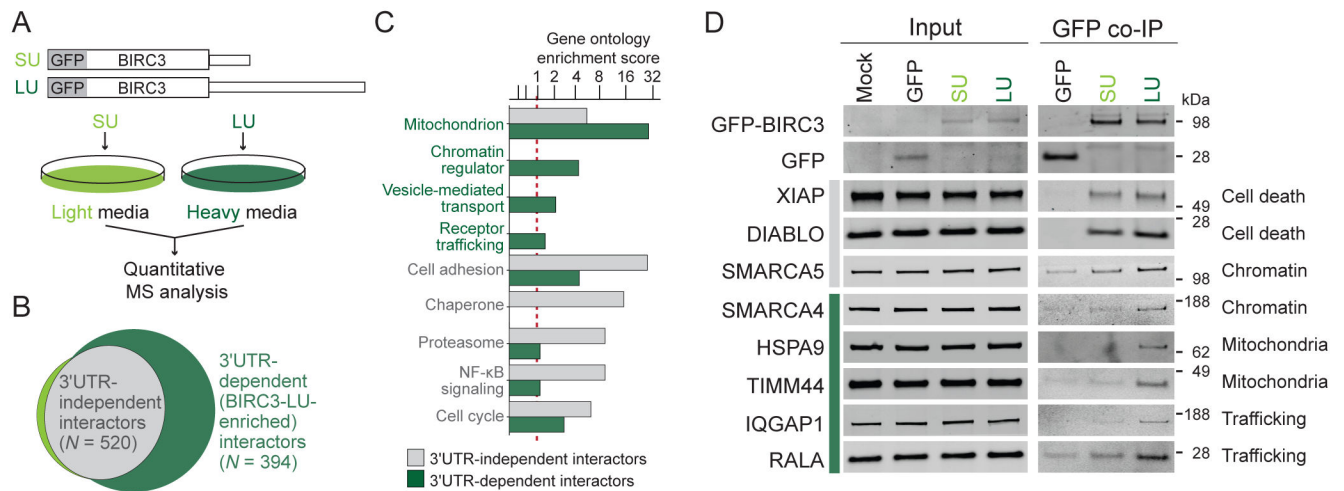 A
SU GFP BIRC3
LU GFP BIRC3
SU LU
Light media Heavy media
Quantitative
MS analysis
B
3'UTR-
independent
interactors
(N = 520)
3'UTR-
dependent
(BIRC3-LU-
enriched)
interactors
(N = 394)
C
Gene ontology
enrichment score
1 2 4 8 16 32
Mitochondrion
Chromatin
regulator
Vesicle-mediated
transport
Receptor
trafficking
Cell adhesion
Chaperone
Proteasome
NF-κB
signaling
Cell cycle
3'UTR-independent interactors
3'UTR-dependent interactors
D
Input GFP co-IP
Mock GFP SU LU GFP SU LU kDa
GFP-BIRC3 98
GFP 28
XIAP 49 Cell death
DIABLO 28 Cell death
SMARCA5 98 Chromatin
SMARCA4 188 Chromatin
HSPA9 62 Mitochondria
TIMM44 49 Mitochondria
IQGAP1 188 Trafficking
RALA 28 Trafficking